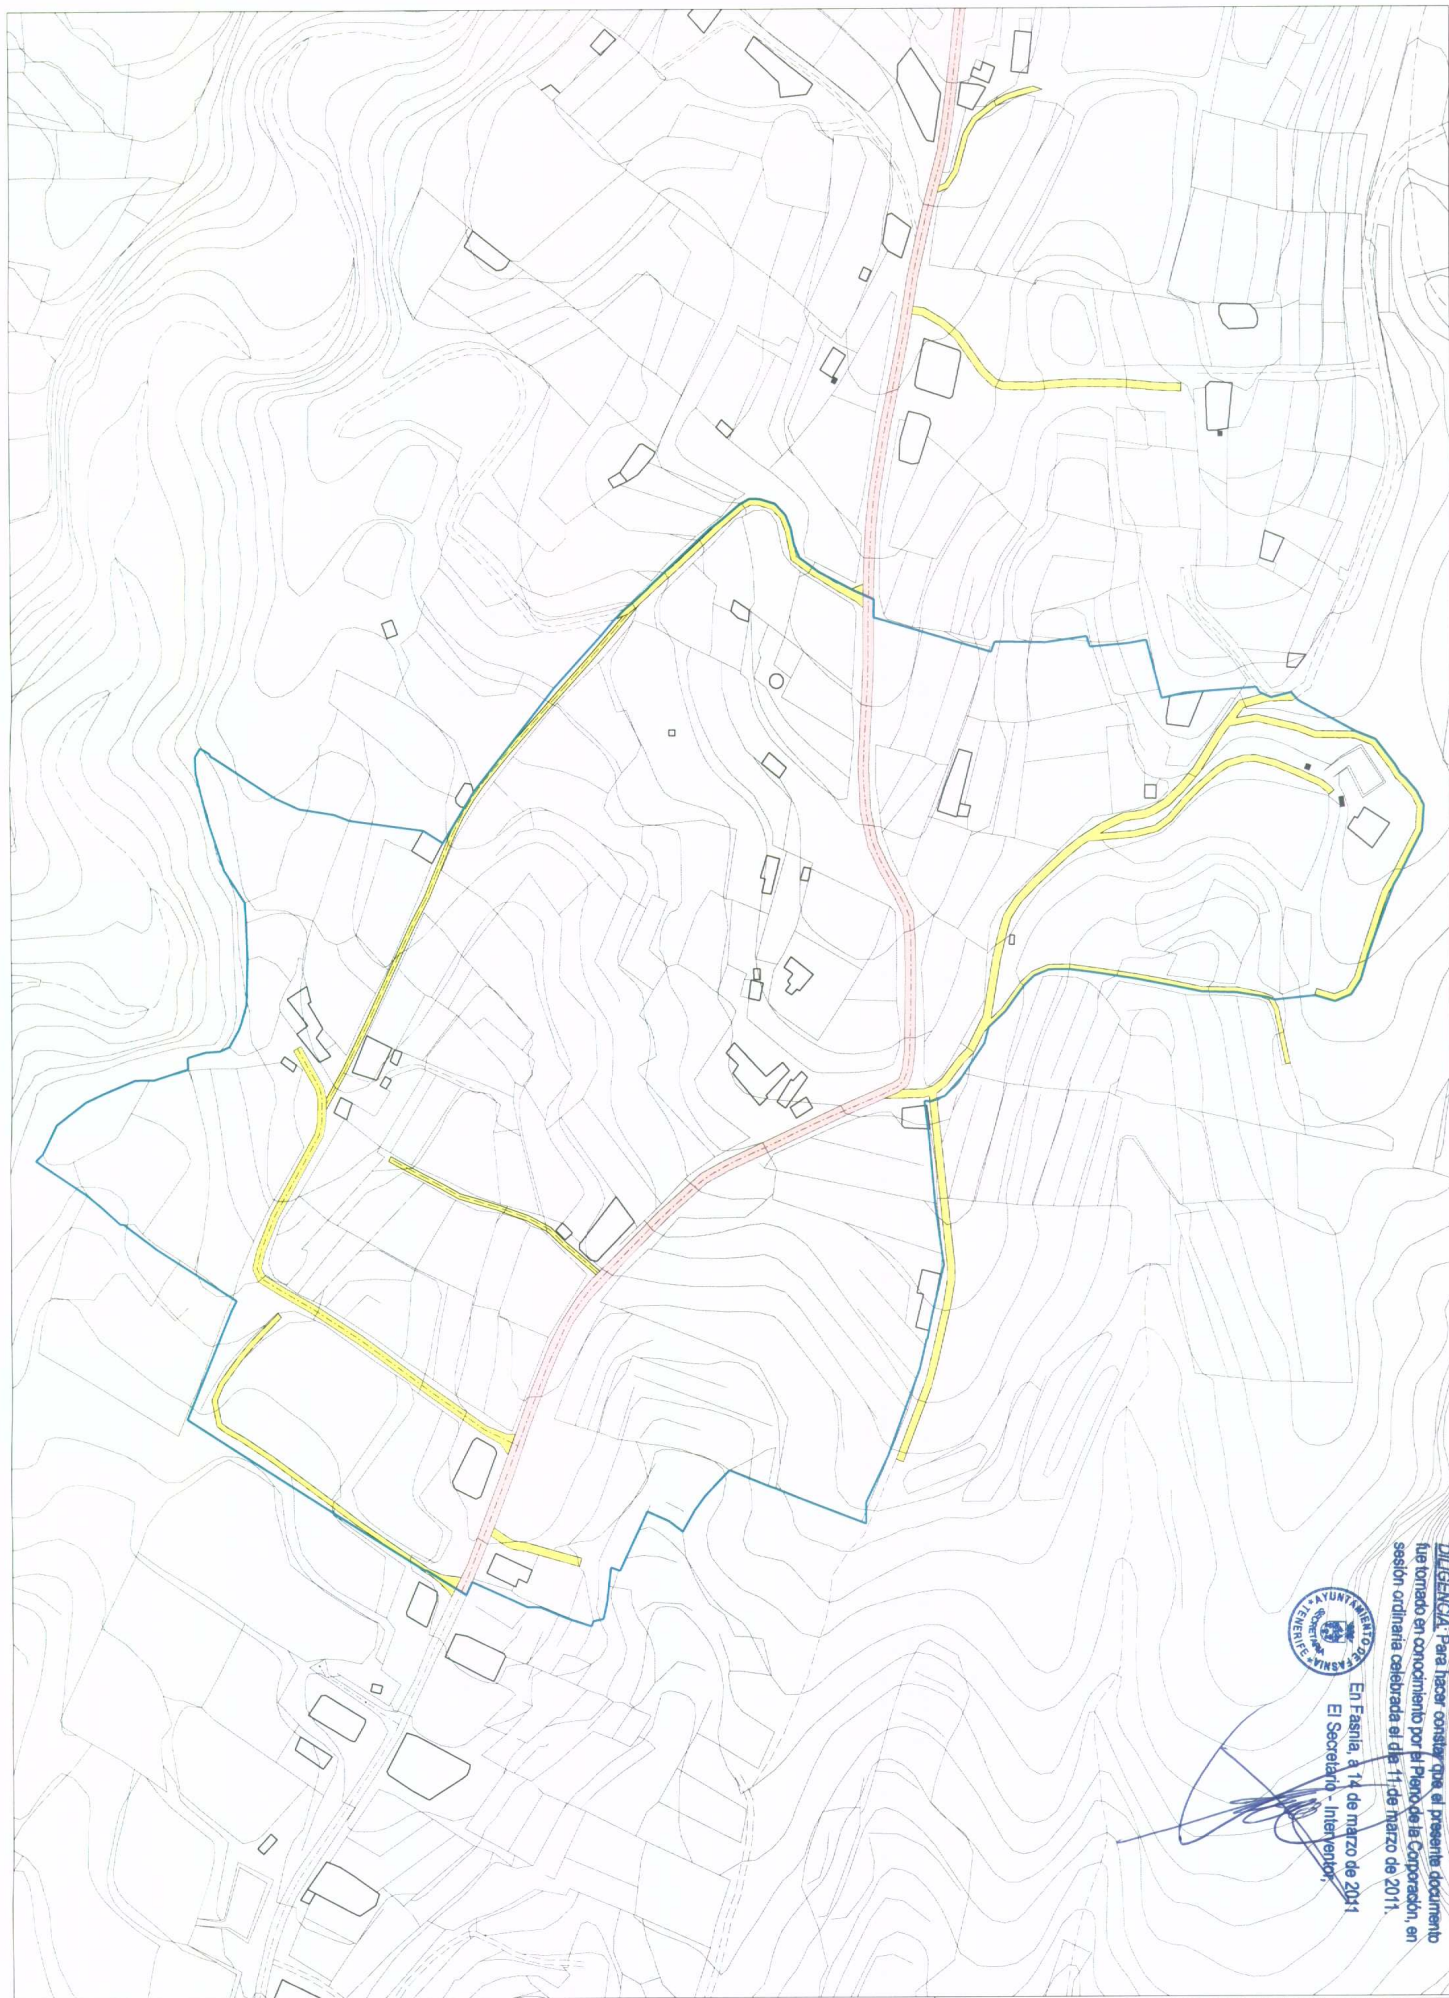 DILIGENCIA: Para hacer constar que el presente documento
fue tomado en conocimiento por el Pleno de la Corporación, en
sesión ordinaria celebrada el día 11 de marzo de 2011.
En Fasnia, a 14 de marzo de 2011
El Secretario - Interventor,
AYUNTAMIENTO DE FASNIA
SECRETARIA
TENERIFE